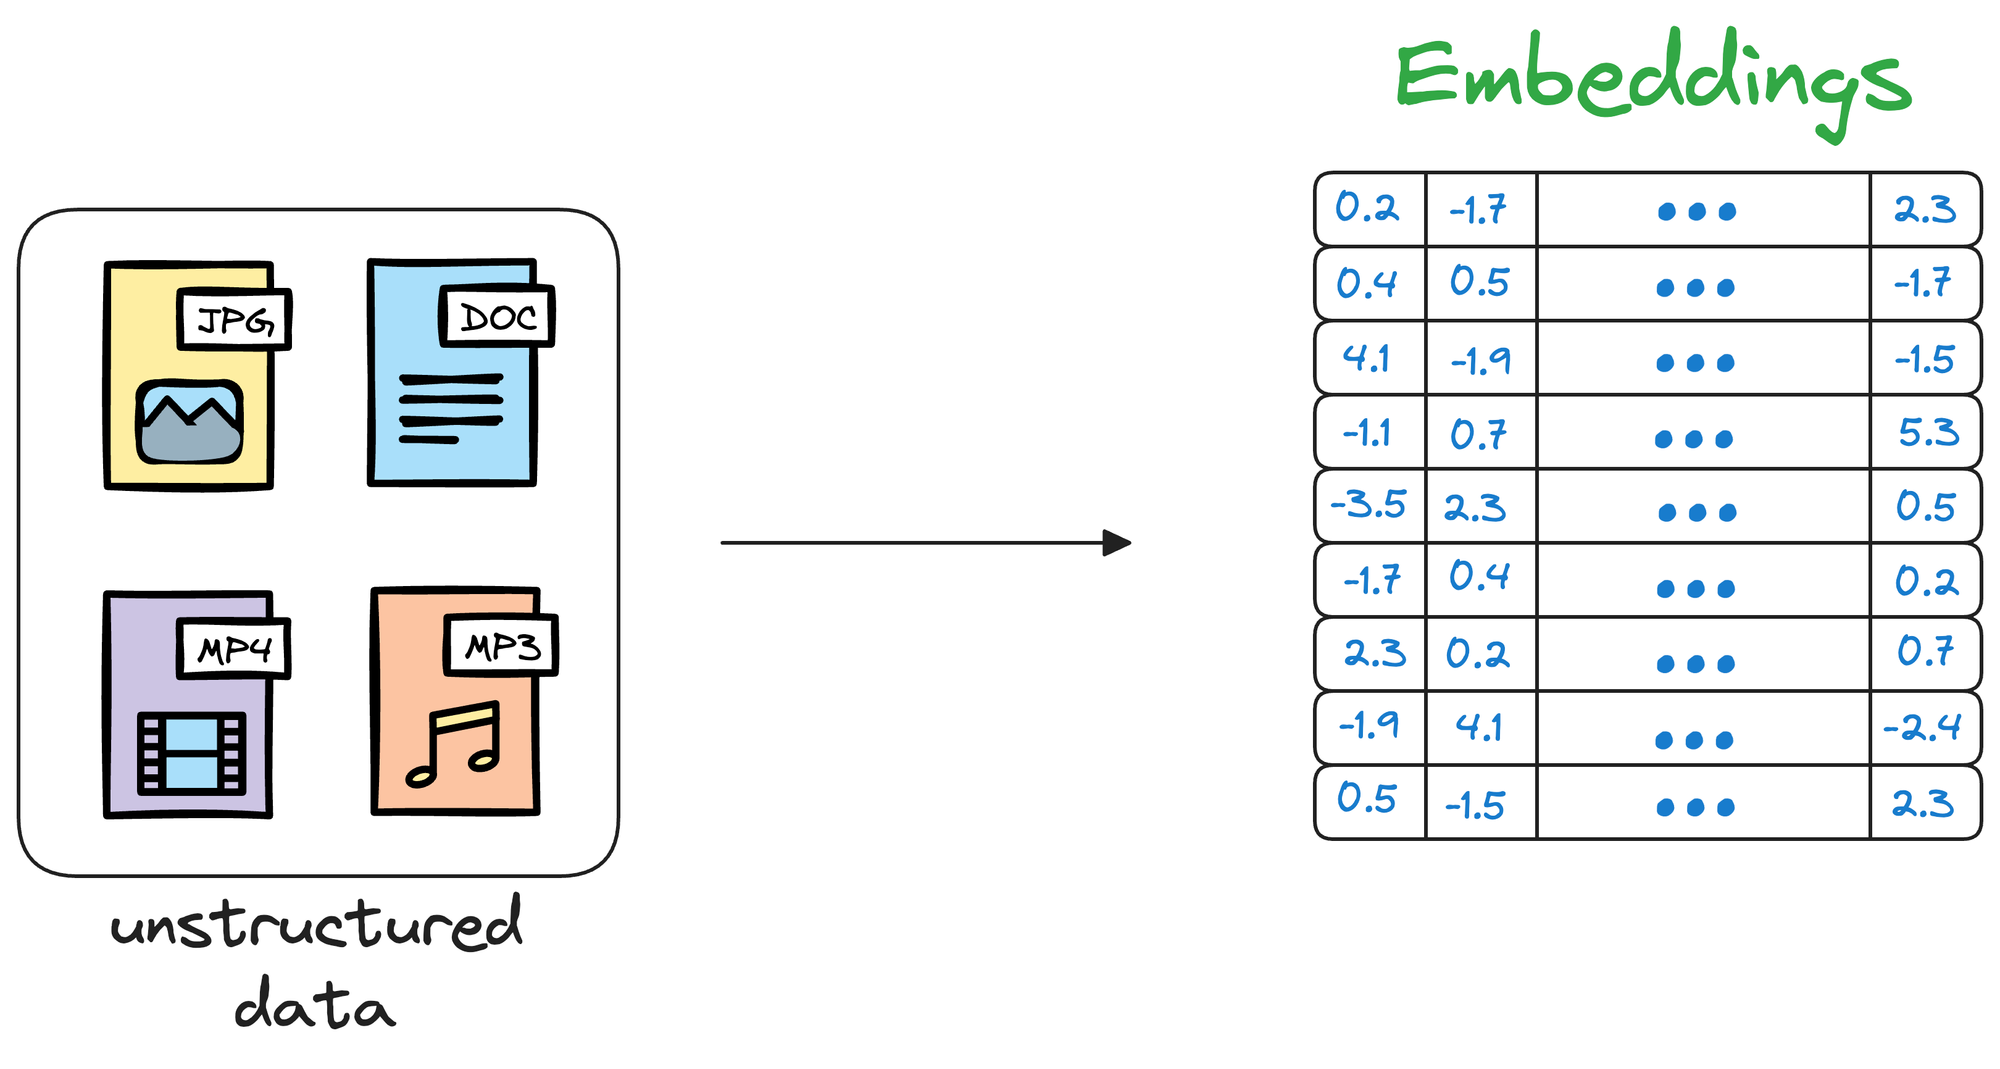 Embeddings
JPG DOC
MP4 MP3
unstructured
data
0.2 -1.7 ••• 2.3
0.4 0.5 ••• -1.7
4.1 -1.9 ••• -1.5
-1.1 0.7 ••• 5.3
-3.5 2.3 ••• 0.5
-1.7 0.4 ••• 0.2
2.3 0.2 ••• 0.7
-1.9 4.1 ••• -2.4
0.5 -1.5 ••• 2.3